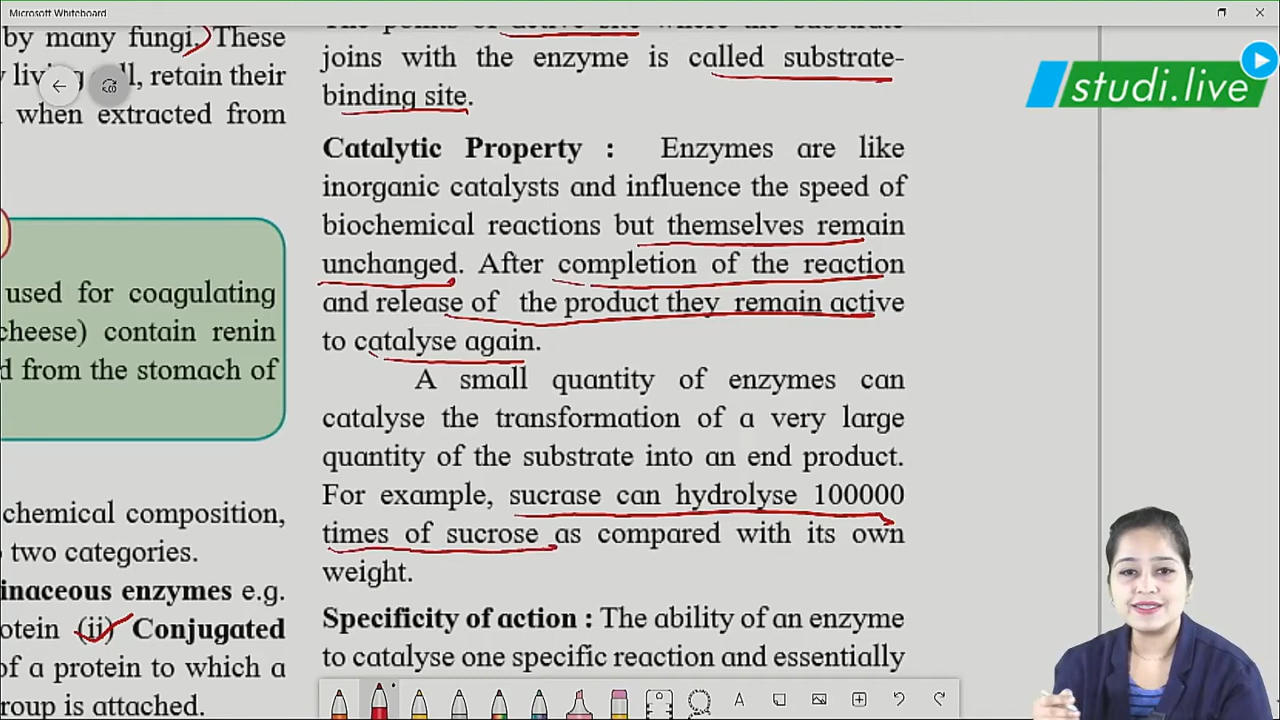 Microsoft Whiteboard
by many fungi. These
livin ll, retain their
when extracted from
used for coagulating
cheese) contain renin
d from the stomach of
chemical composition,
two categories.
inaceous enzymes e.g.
otein (ii) Conjugated
of a protein to which a
roup is attached.
joins with the enzyme is called substrate-
binding site.
Catalytic Property : Enzymes are like
inorganic catalysts and influence the speed of
biochemical reactions but themselves remain
unchanged. After completion of the reaction
and release of the product they remain active
to catalyse again.
A small quantity of enzymes can
catalyse the transformation of a very large
quantity of the substrate into an end product.
For example, sucrase can hydrolyse 100000
times of sucrose as compared with its own
weight.
Specificity of action : The ability of an enzyme
to catalyse one specific reaction and essentially
studi.live